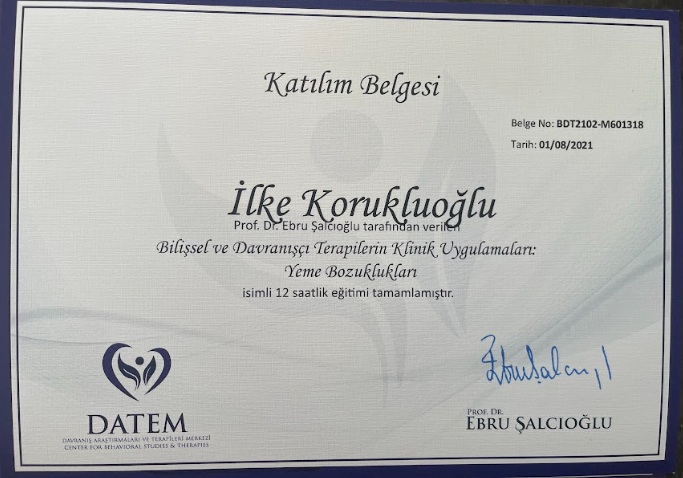 Katılım Belgesi
Belge No: BDT2102-M601318
Tarih: 01/08/2021
İlke Korukluoğlu
Prof. Dr. Ebru Şalcıoğlu tarafından verilen
Bilişsel ve Davranışçı Terapilerin Klinik Uygulamaları:
Yeme Bozuklukları
isimli 12 saatlik eğitimi tamamlamıştır.
DATEM
DAVRANIŞ ARAŞTIRMALARI VE TERAPİLERİ MERKEZİ
CENTER FOR BEHAVIORAL STUDIES & THERAPIES
EbruŞalcıoğl
PROF. DR.
EBRU ŞALCIOĞLU